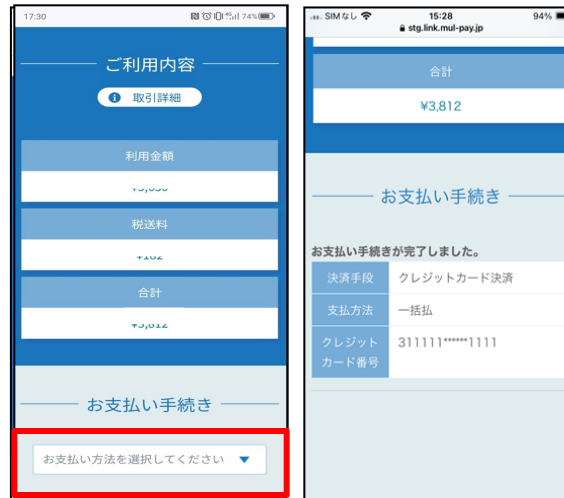 17:30
74%
ご利用内容
i 取引詳細
利用金額
税送料
合計
お支払い手続き
お支払い方法を選択してください
SIMなし
15:28
94%
stg.link.mul-pay.jp
合計
¥3,812
お支払い手続き
お支払い手続きが完了しました。
決済手段 クレジットカード決済
支払方法 一括払
クレジットカード番号 311111******1111